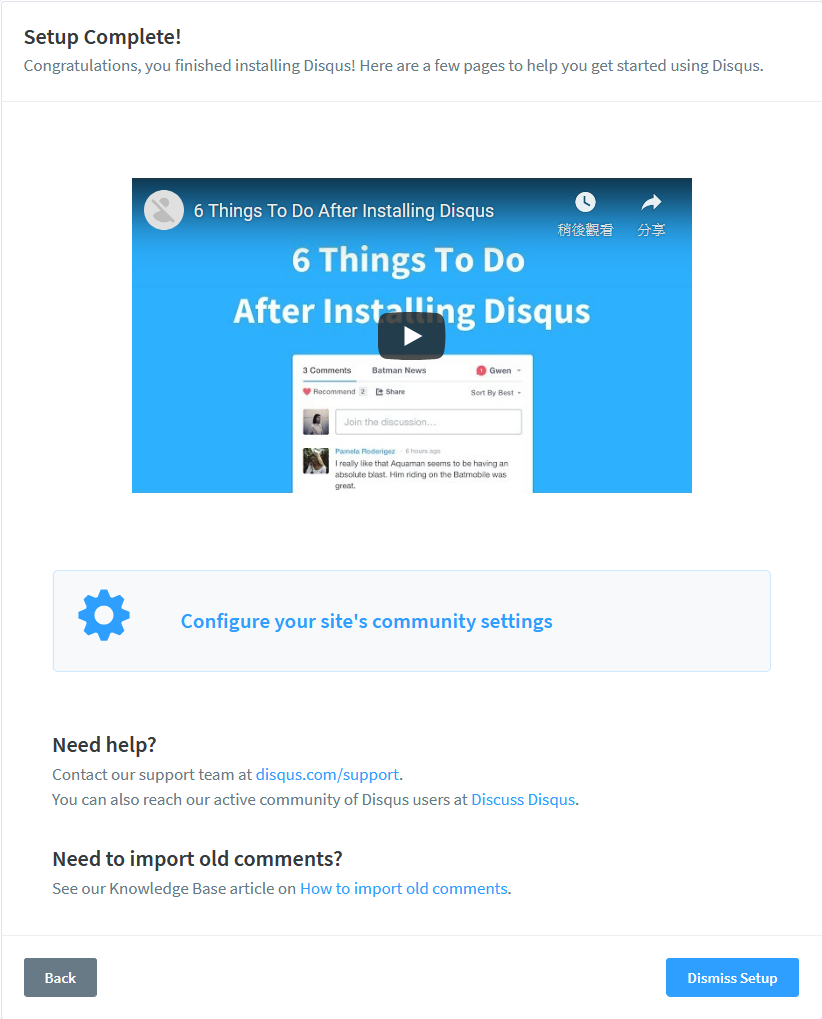 Setup Complete!
Congratulations, you finished installing Disqus! Here are a few pages to help you get started using Disqus.
6 Things To Do After Installing Disqus
稍後觀看
分享
6 Things To Do
After Installing Disqus
3 Comments Batman News 1 Gwen
Recommend 2 Share Sort By Best
Join the discussion...
Pamela Roderigez · 6 hours ago
I really like that Aquaman seems to be having an
absolute blast. Him riding on the Batmobile was
great.
Configure your site's community settings
Need help?
Contact our support team at disqus.com/support.
You can also reach our active community of Disqus users at Discuss Disqus.
Need to import old comments?
See our Knowledge Base article on How to import old comments.
Back
Dismiss Setup